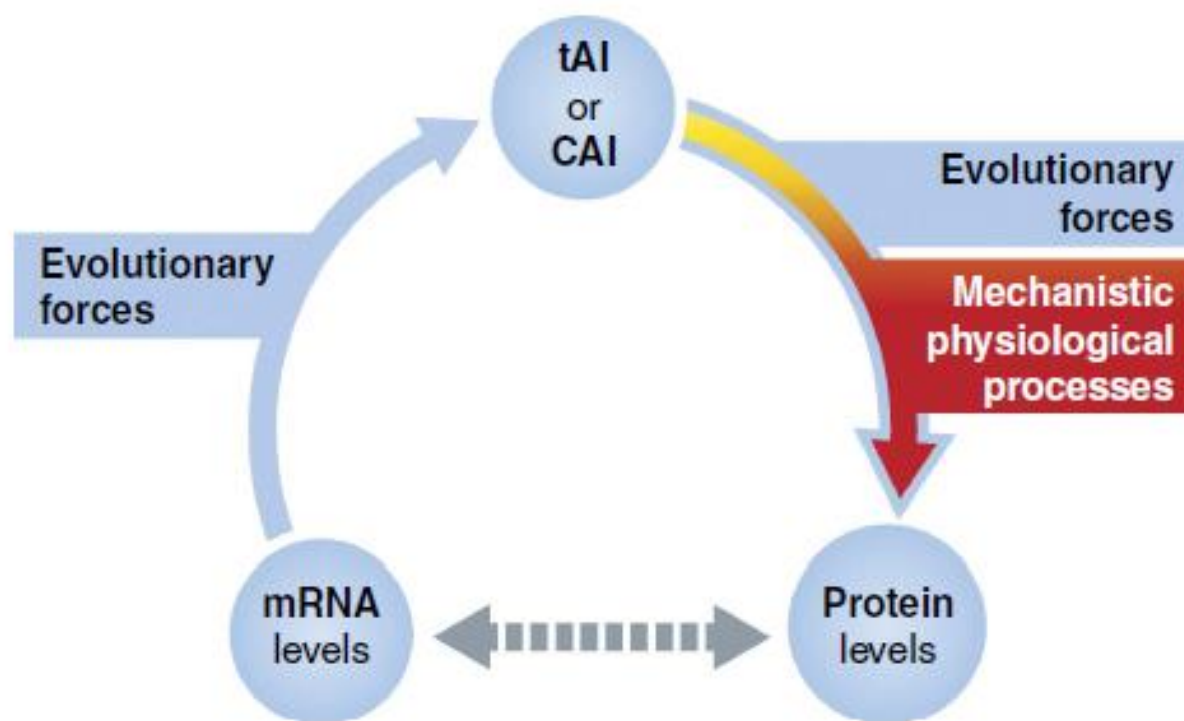 tAI
or
CAI
Evolutionary
forces
Mechanistic
physiological
processes
Evolutionary
forces
mRNA
levels
Protein
levels